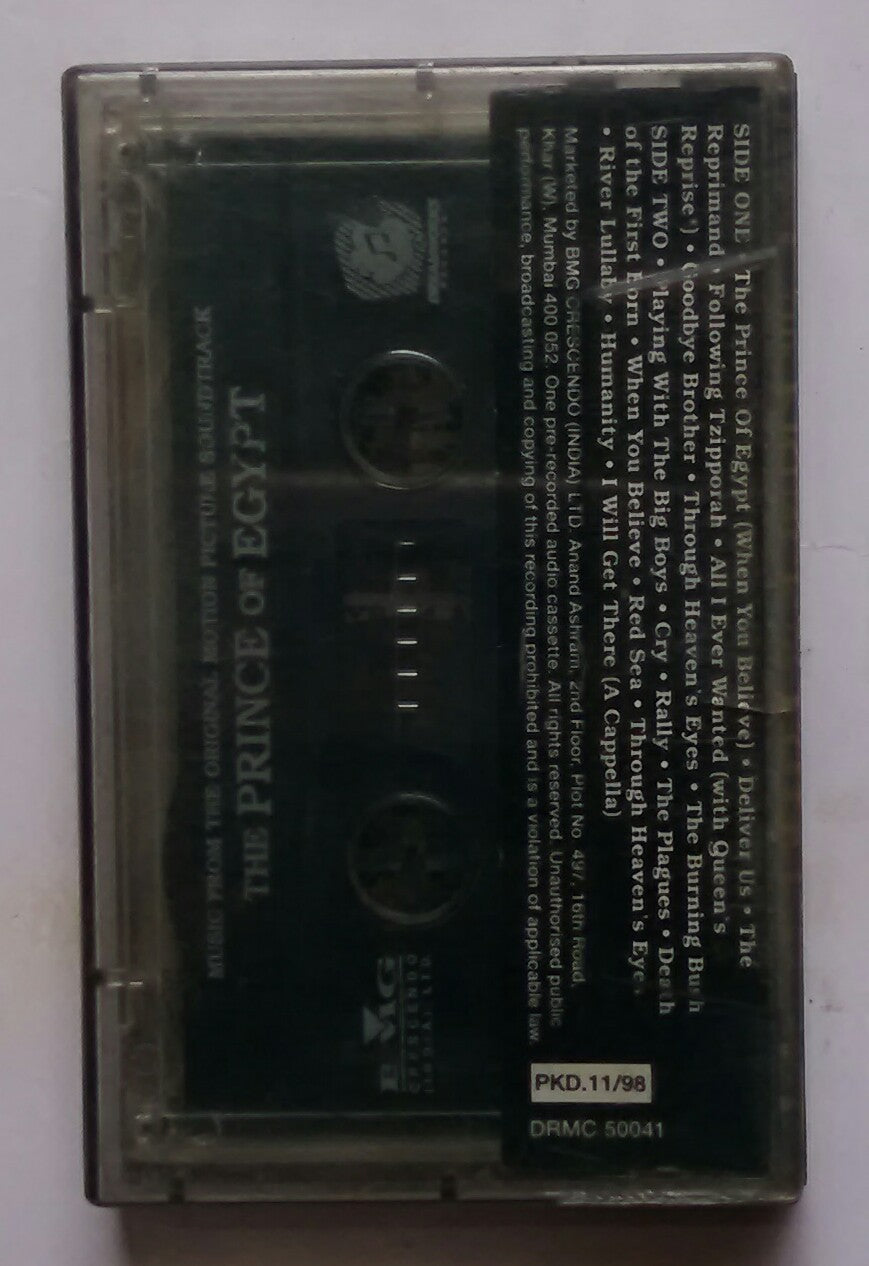 SIDE ONE • The Prince Of Egypt (When You Believe) • Deliver Us • The
Reprimand • Following Tzipporah • All I Ever Wanted (with Queen's
Reprise') • Goodbye Brother • Through Heaven's Eyes • The Burning Bush
SIDE TWO • Playing With The Big Boys • Cry • Rally • The Plagues • Death
of the First Born • When You Believe • Red Sea • Through Heaven's Eyes
• River Lullaby • Humanity • I Will Get There (A Cappella)
Marketed by BMG CRESCENDO (INDIA) LTD. Anand Ashram, 2nd Floor, Plot No. 497, 16th Road,
Khar (W), Mumbai 400 052. One pre-recorded audio cassette. All rights reserved. Unauthorised public
performance, broadcasting and copying of this recording prohibited and is a violation of applicable law.
PKD.11/98
DRMC 50041
BMG
CRESCENDO
THE PRINCE OF EGYPT
MUSIC FROM THE ORIGINAL MOTION PICTURE SOUNDTRACK